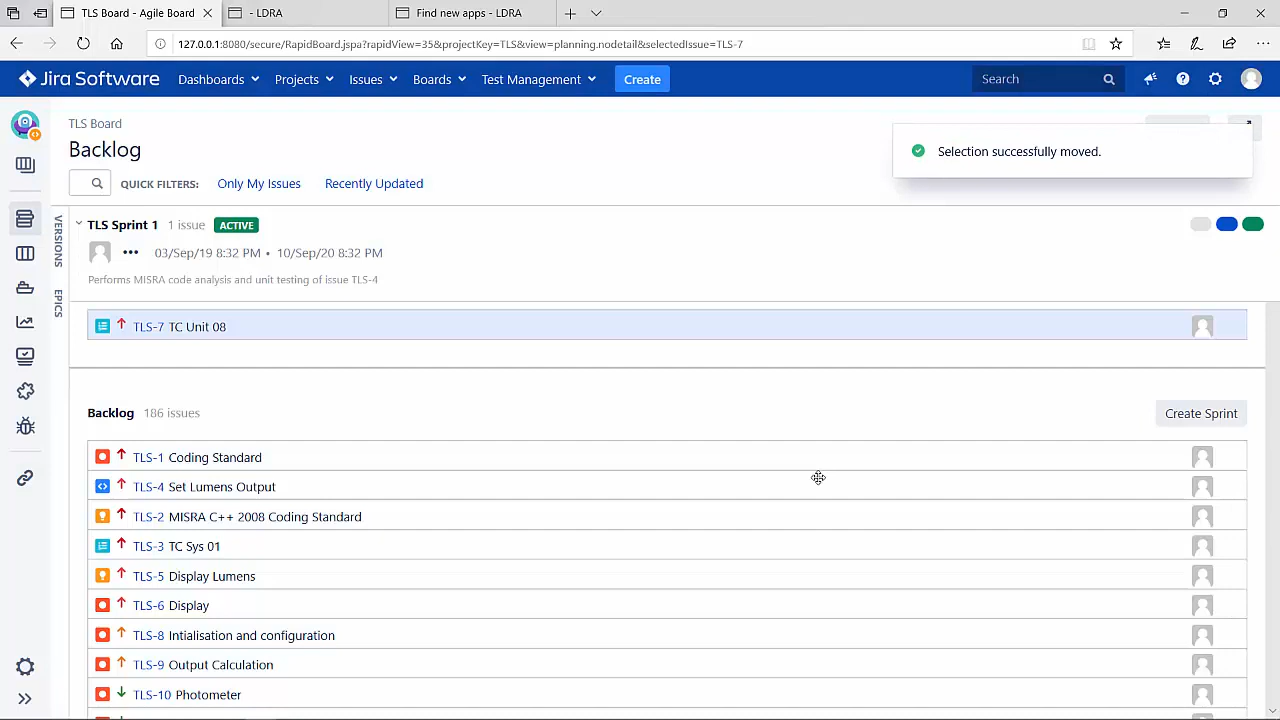 TLS Board - Agile Board
- LDRA
Find new apps - LDRA
127.0.0.1:8080/secure/RapidBoard.jspa?rapidView=35&projectKey=TLS&view=planning.nodetail&selectedIssue=TLS-7
Jira Software
Dashboards
Projects
Issues
Boards
Test Management
Create
Search
TLS Board
Backlog
Selection successfully moved.
QUICK FILTERS:
Only My Issues
Recently Updated
VERSIONS
EPICS
TLS Sprint 1 1 issue ACTIVE
03/Sep/19 8:32 PM • 10/Sep/20 8:32 PM
Performs MISRA code analysis and unit testing of issue TLS-4
TLS-7 TC Unit 08
Backlog 186 issues
Create Sprint
TLS-1 Coding Standard
TLS-4 Set Lumens Output
TLS-2 MISRA C++ 2008 Coding Standard
TLS-3 TC Sys 01
TLS-5 Display Lumens
TLS-6 Display
TLS-8 Intialisation and configuration
TLS-9 Output Calculation
TLS-10 Photometer